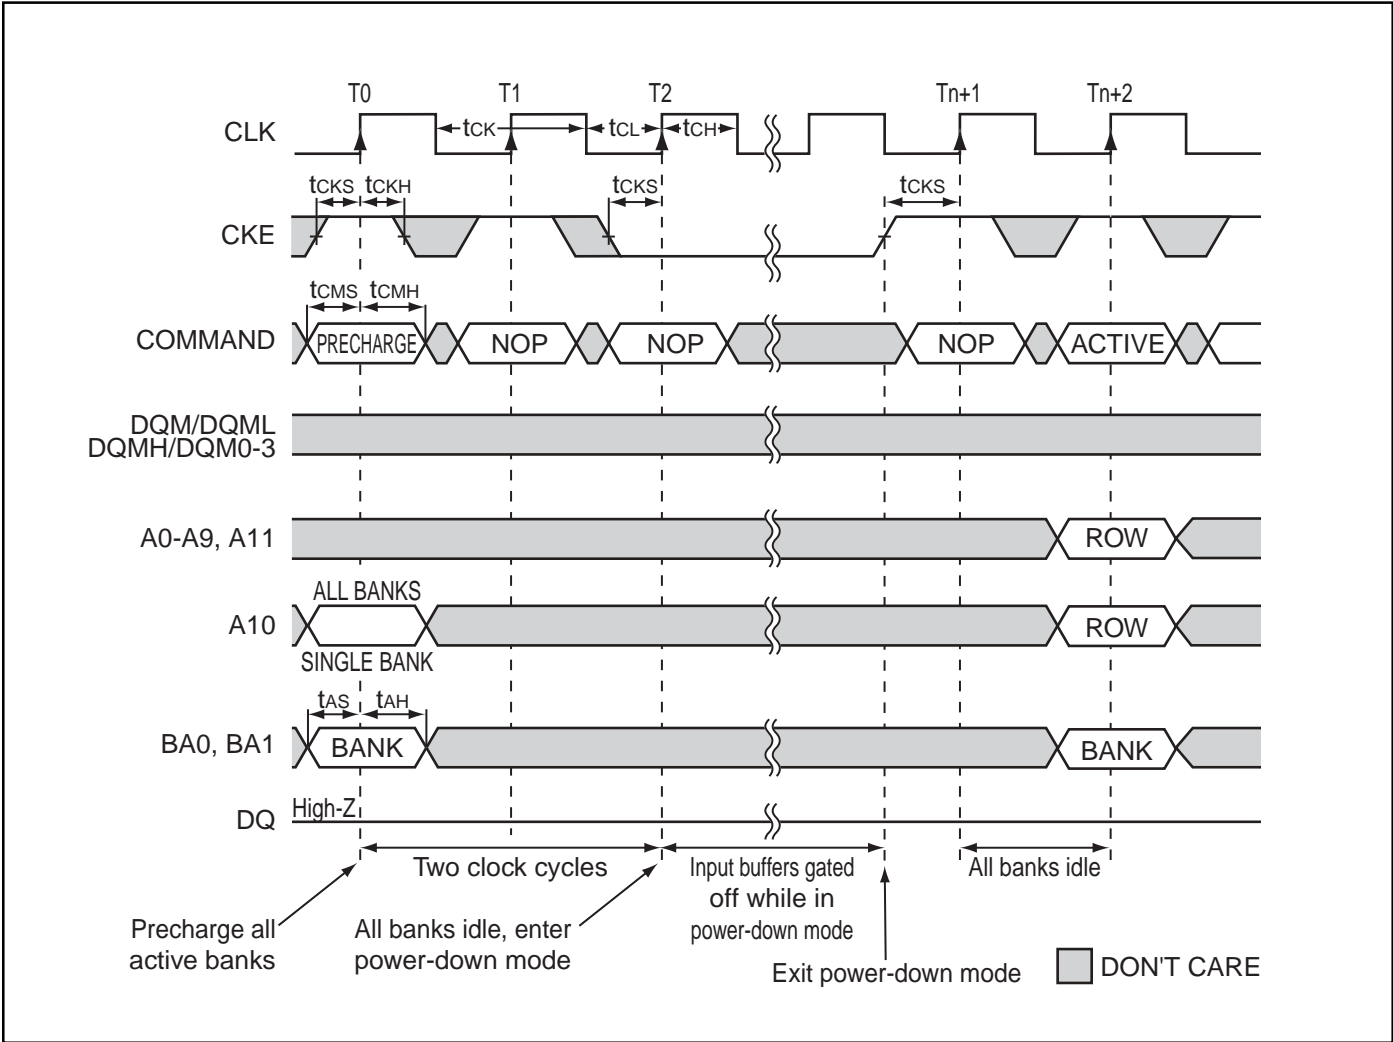 T0 T1 T2 Tn+1 Tn+2
CLK tCK tCL tCH
tCKS tCKH tCKS tCKS
CKE
tCMS tCMH
COMMAND PRECHARGE NOP NOP NOP ACTIVE
DQM/DQML
DQMH/DQM0-3
A0-A9, A11 ROW
ALL BANKS
A10 ROW
SINGLE BANK
tAS tAH
BA0, BA1 BANK BANK
DQ High-Z
Two clock cycles
Input buffers gated
off while in
power-down mode
All banks idle
Precharge all
active banks
All banks idle, enter
power-down mode
Exit power-down mode
DON'T CARE